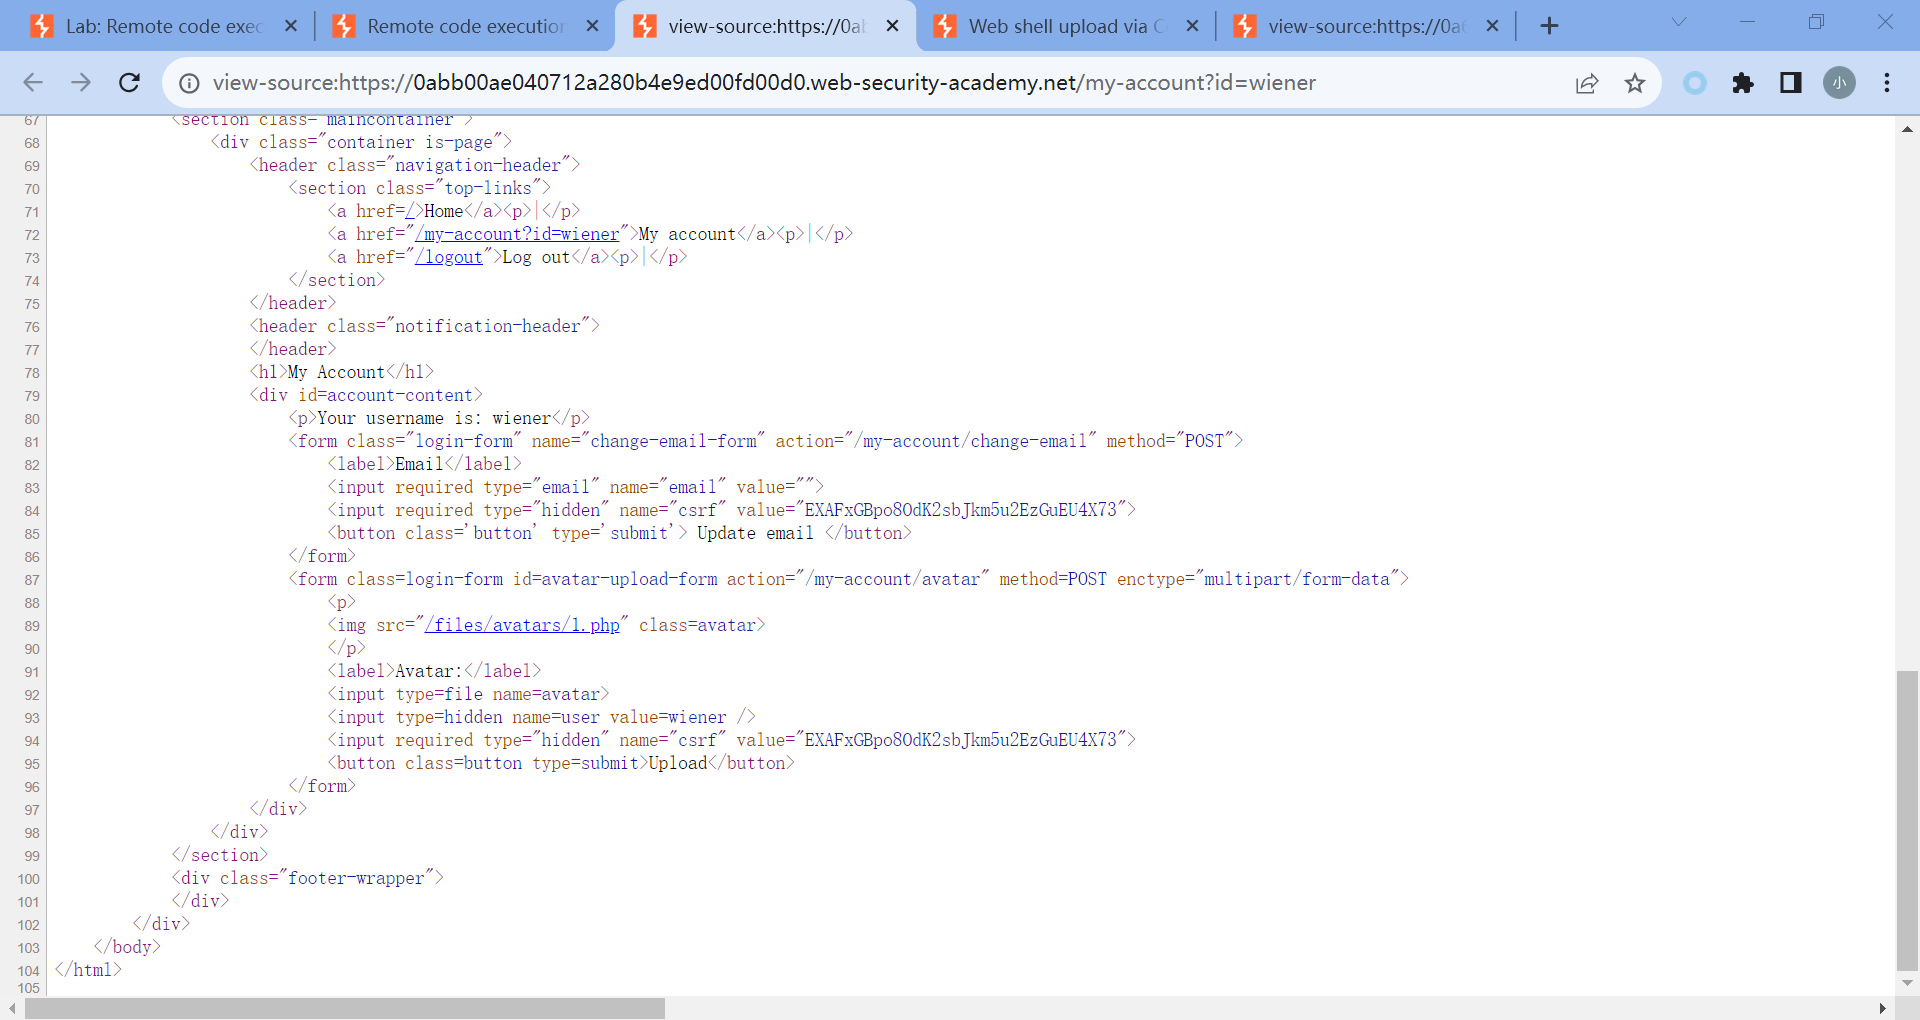 Lab: Remote code exec
Remote code execution
view-source:https://0ab
Web shell upload via C
view-source:https://0a
view-source:https://0abb00ae040712a280b4e9ed00fd00d0.web-security-academy.net/my-account?id=wiener
小
67 <section class="maincontainer">
68 <div class="container is-page">
69 <header class="navigation-header">
70 <section class="top-links">
71 <a href=/>Home</a><p>|</p>
72 <a href="/my-account?id=wiener">My account</a><p>|</p>
73 <a href="/logout">Log out</a><p>|</p>
74 </section>
75 </header>
76 <header class="notification-header">
77 </header>
78 <h1>My Account</h1>
79 <div id=account-content>
80 <p>Your username is: wiener</p>
81 <form class="login-form" name="change-email-form" action="/my-account/change-email" method="POST">
82 <label>Email</label>
83 <input required type="email" name="email" value="">
84 <input required type="hidden" name="csrf" value="EXAFxGBpo8OdK2sbJkm5u2EzGuEU4X73">
85 <button class='button' type='submit'> Update email </button>
86 </form>
87 <form class=login-form id=avatar-upload-form action="/my-account/avatar" method=POST enctype="multipart/form-data">
88 <p>
89 <img src="/files/avatars/1.php" class=avatar>
90 </p>
91 <label>Avatar:</label>
92 <input type=file name=avatar>
93 <input type=hidden name=user value=wiener />
94 <input required type="hidden" name="csrf" value="EXAFxGBpo8OdK2sbJkm5u2EzGuEU4X73">
95 <button class=button type=submit>Upload</button>
96 </form>
97 </div>
98 </div>
99 </section>
100 <div class="footer-wrapper">
101 </div>
102 </div>
103 </body>
104 </html>
105